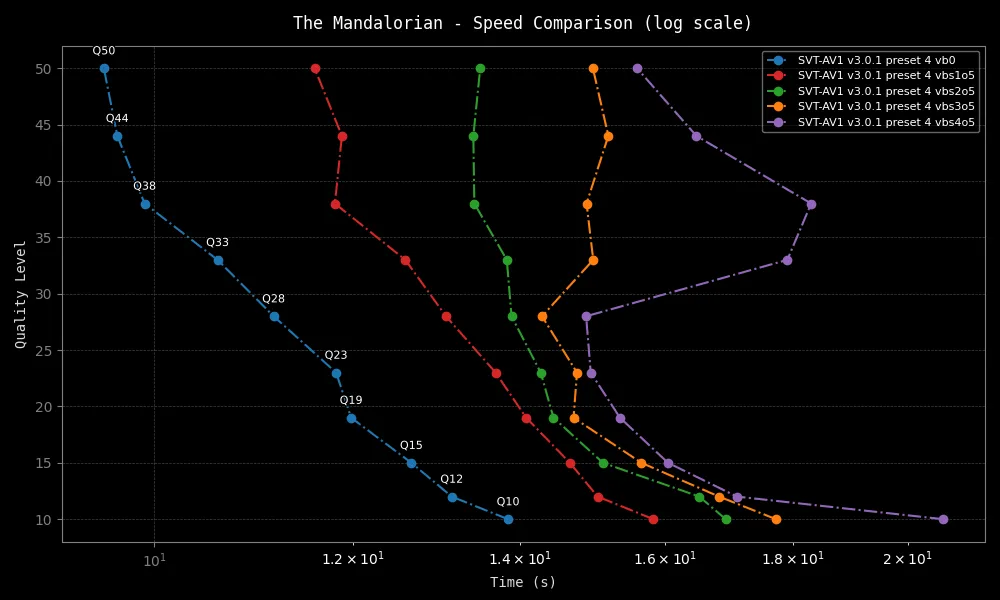 The Mandalorian - Speed Comparison (log scale)
SVT-AV1 v3.0.1 preset 4 vb0
SVT-AV1 v3.0.1 preset 4 vbs1o5
SVT-AV1 v3.0.1 preset 4 vbs2o5
SVT-AV1 v3.0.1 preset 4 vbs3o5
SVT-AV1 v3.0.1 preset 4 vbs4o5
Quality Level
50
45
40
35
30
25
20
15
10
Q50
Q44
Q38
Q33
Q28
Q23
Q19
Q15
Q12
Q10
10¹
1.2 × 10¹
1.4 × 10¹
1.6 × 10¹
1.8 × 10¹
2 × 10¹
Time (s)